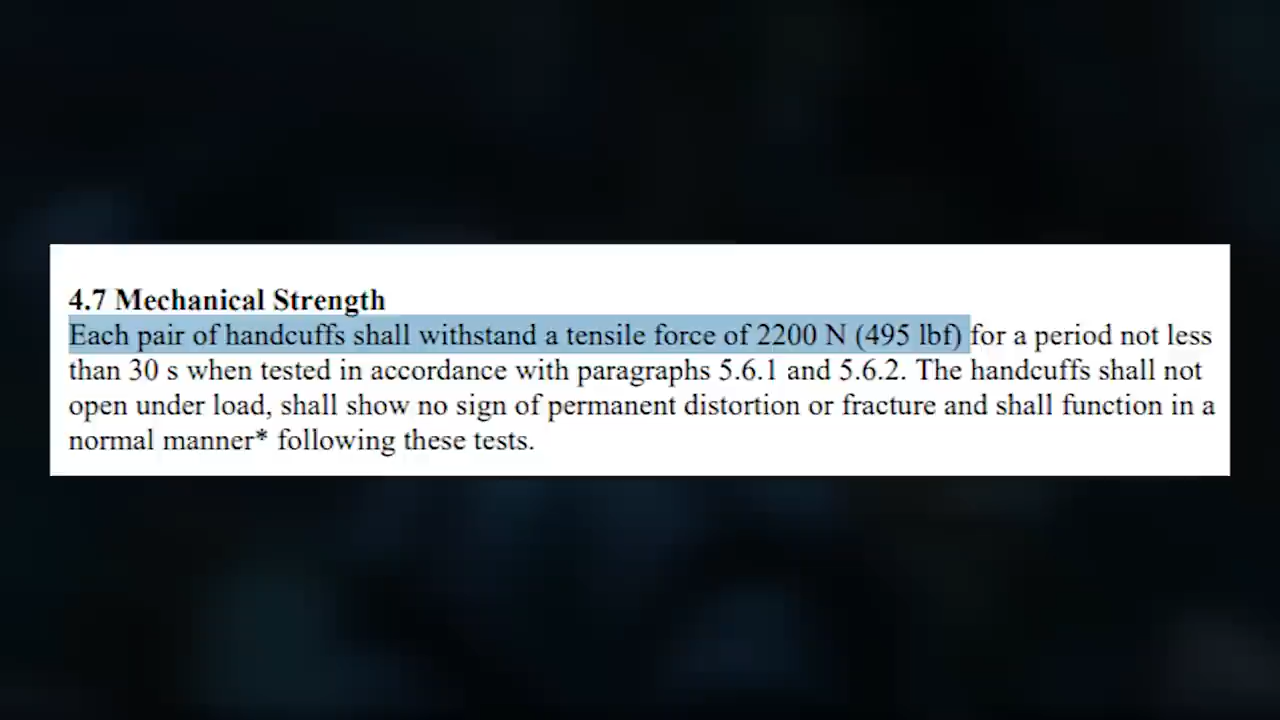 4.7 Mechanical Strength
Each pair of handcuffs shall withstand a tensile force of 2200 N (495 lbf) for a period not less
than 30 s when tested in accordance with paragraphs 5.6.1 and 5.6.2. The handcuffs shall not
open under load, shall show no sign of permanent distortion or fracture and shall function in a
normal manner* following these tests.